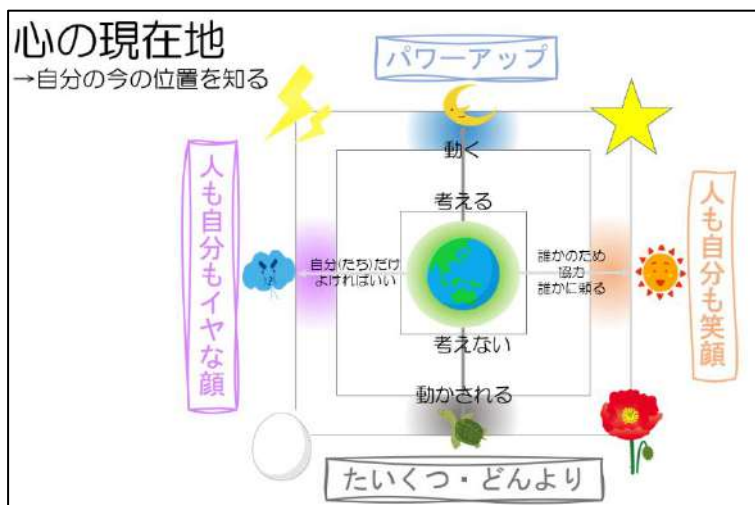 心の現在地
→自分の今の位置を知る
パワーアップ
動く
考える
人も自分もイヤな顔
自分(たち)だけ
よければいい
誰かのため
協力
誰かに頼る
人も自分も笑顔
考えない
動かされる
たいくつ・どんより